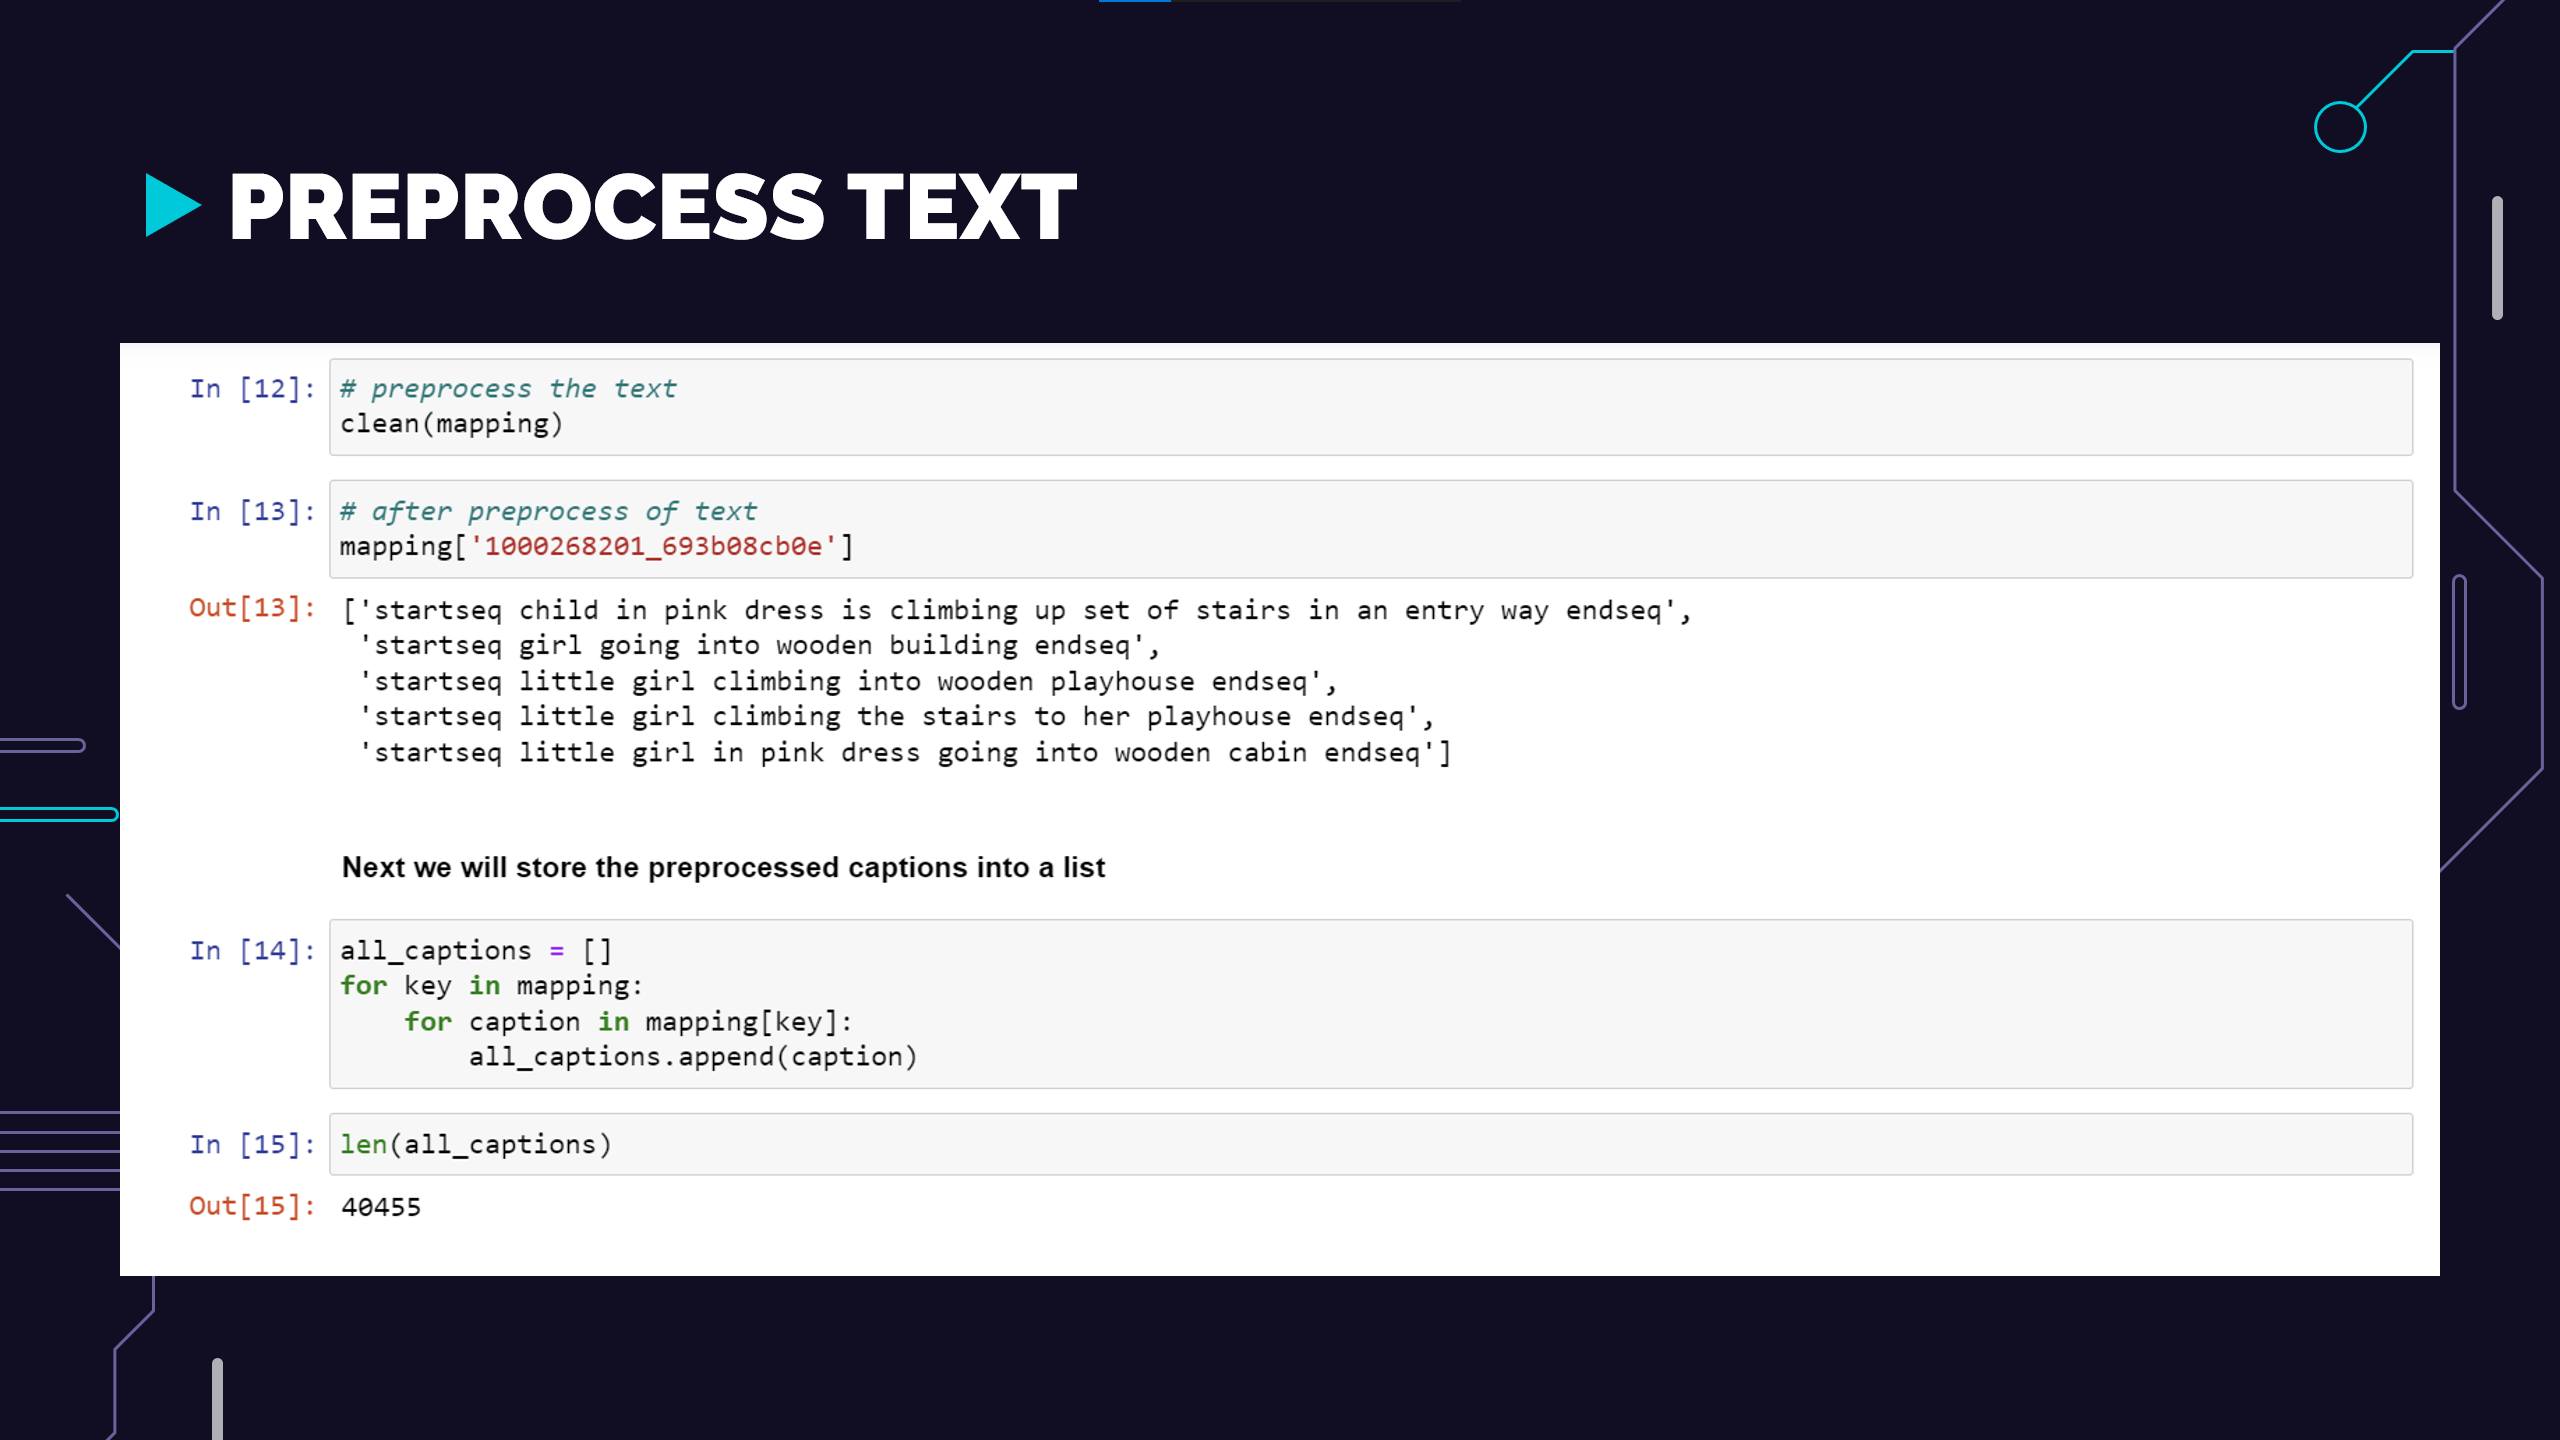 PREPROCESS TEXT
In [12]: # preprocess the text
clean(mapping)
In [13]: # after preprocess of text
mapping['1000268201_693b08cb0e']
Out[13]: ['startseq child in pink dress is climbing up set of stairs in an entry way endseq',
'startseq girl going into wooden building endseq',
'startseq little girl climbing into wooden playhouse endseq',
'startseq little girl climbing the stairs to her playhouse endseq',
'startseq little girl in pink dress going into wooden cabin endseq']
Next we will store the preprocessed captions into a list
In [14]: all_captions = []
for key in mapping:
    for caption in mapping[key]:
        all_captions.append(caption)
In [15]: len(all_captions)
Out[15]: 40455